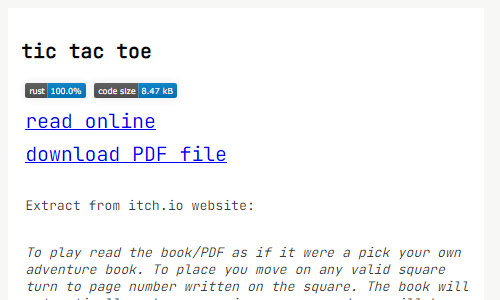 tic tac toe
rust 100.0% code size 8.47 kB
read online
download PDF file
Extract from itch.io website:
To play read the book/PDF as if it were a pick your own
adventure book. To place you move on any valid square
turn to page number written on the square. The book will